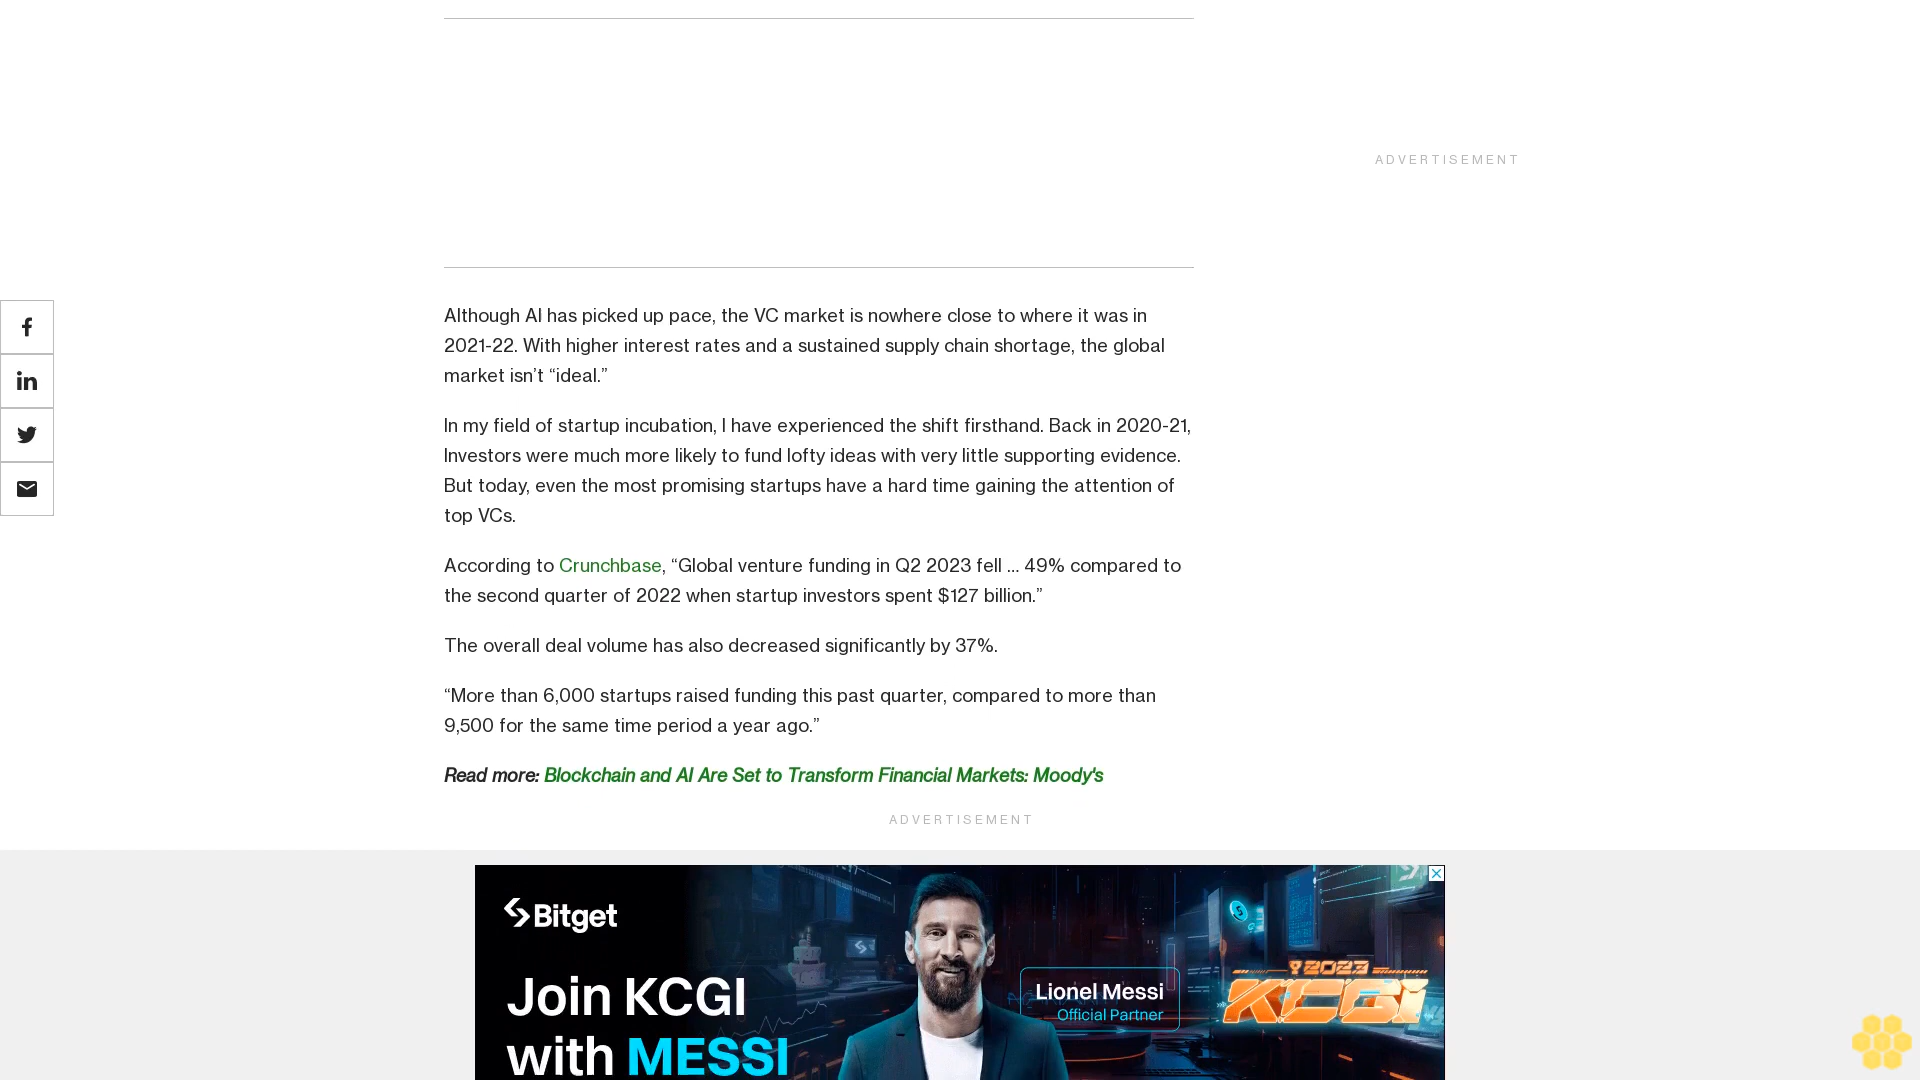 ADVERTISEMENT
Although AI has picked up pace, the VC market is nowhere close to where it was in
2021-22. With higher interest rates and a sustained supply chain shortage, the global
market isn’t “ideal.”
In my field of startup incubation, I have experienced the shift firsthand. Back in 2020-21,
Investors were much more likely to fund lofty ideas with very little supporting evidence.
But today, even the most promising startups have a hard time gaining the attention of
top VCs.
According to Crunchbase, “Global venture funding in Q2 2023 fell … 49% compared to
the second quarter of 2022 when startup investors spent $127 billion.”
The overall deal volume has also decreased significantly by 37%.
“More than 6,000 startups raised funding this past quarter, compared to more than
9,500 for the same time period a year ago.”
Read more: Blockchain and AI Are Set to Transform Financial Markets: Moody's
ADVERTISEMENT
Bitget
Join KCGI
with MESSI
Lionel Messi
Official Partner
2023
KCGI